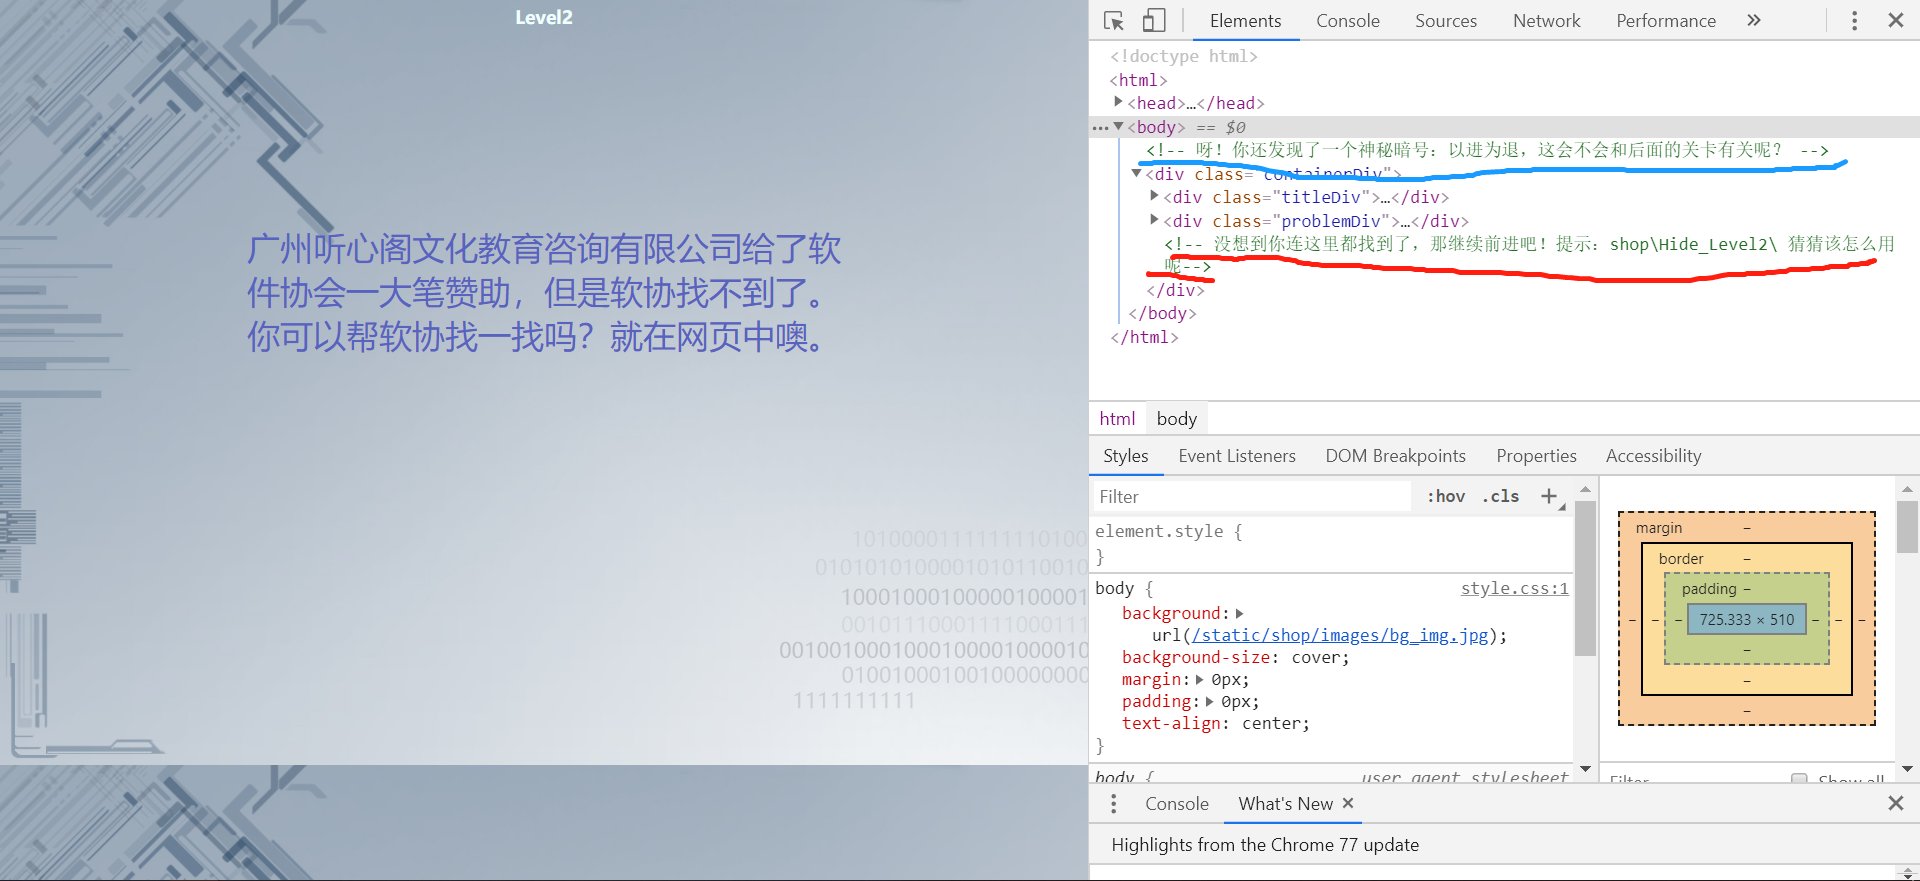 Level2
广州听心阁文化教育咨询有限公司给了软
件协会一大笔赞助，但是软协找不到了。
你可以帮软协找一找吗？就在网页中噢。
1010000111111110100
0101010100001010110010
10001000100000100001
0010111000111100011 1
001001000100010000100010
01001000100100000000
1111111111
Elements Console Sources Network Performance »
<!doctype html>
<html>
<head>…</head>
<body> == $0
<!-- 呀！你还发现了一个神秘暗号：以进为退，这会不会和后面的关卡有关呢？ -->
<div class="containerDiv">
<div class="titleDiv">…</div>
<div class="problemDiv">…</div>
<!-- 没想到你连这里都找到了，那继续前进吧！提示：shop\Hide_Level2\ 猜猜该怎么用
呢-->
</div>
</body>
</html>
html body
Styles Event Listeners DOM Breakpoints Properties Accessibility
Filter :hov .cls +
element.style {
}
body { style.css:1
background:
url(/static/shop/images/bg_img.jpg);
background-size: cover;
margin: 0px;
padding: 0px;
text-align: center;
}
body { user agent stylesheet
margin –
border –
padding –
– – – 725.333 × 510 – – –
–
–
–
Filter Show all
Console What's New ×
Highlights from the Chrome 77 update